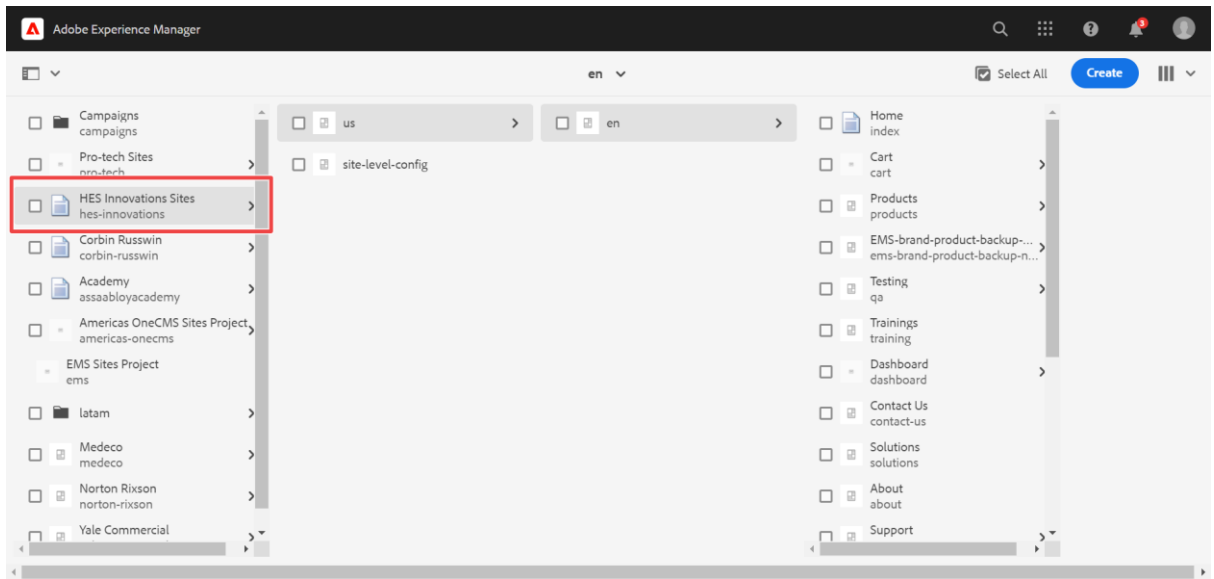 Adobe Experience Manager
3
en
Select All
Create
Campaigns
campaigns
Pro-tech Sites
pro-tech
HES Innovations Sites
hes-innovations
Corbin Russwin
corbin-russwin
Academy
assaabloyacademy
Americas OneCMS Sites Project
americas-onecms
EMS Sites Project
ems
latam
Medeco
medeco
Norton Rixson
norton-rixson
Yale Commercial
us
site-level-config
en
Home
index
Cart
cart
Products
products
EMS-brand-product-backup-...
ems-brand-product-backup-n...
Testing
qa
Trainings
training
Dashboard
dashboard
Contact Us
contact-us
Solutions
solutions
About
about
Support